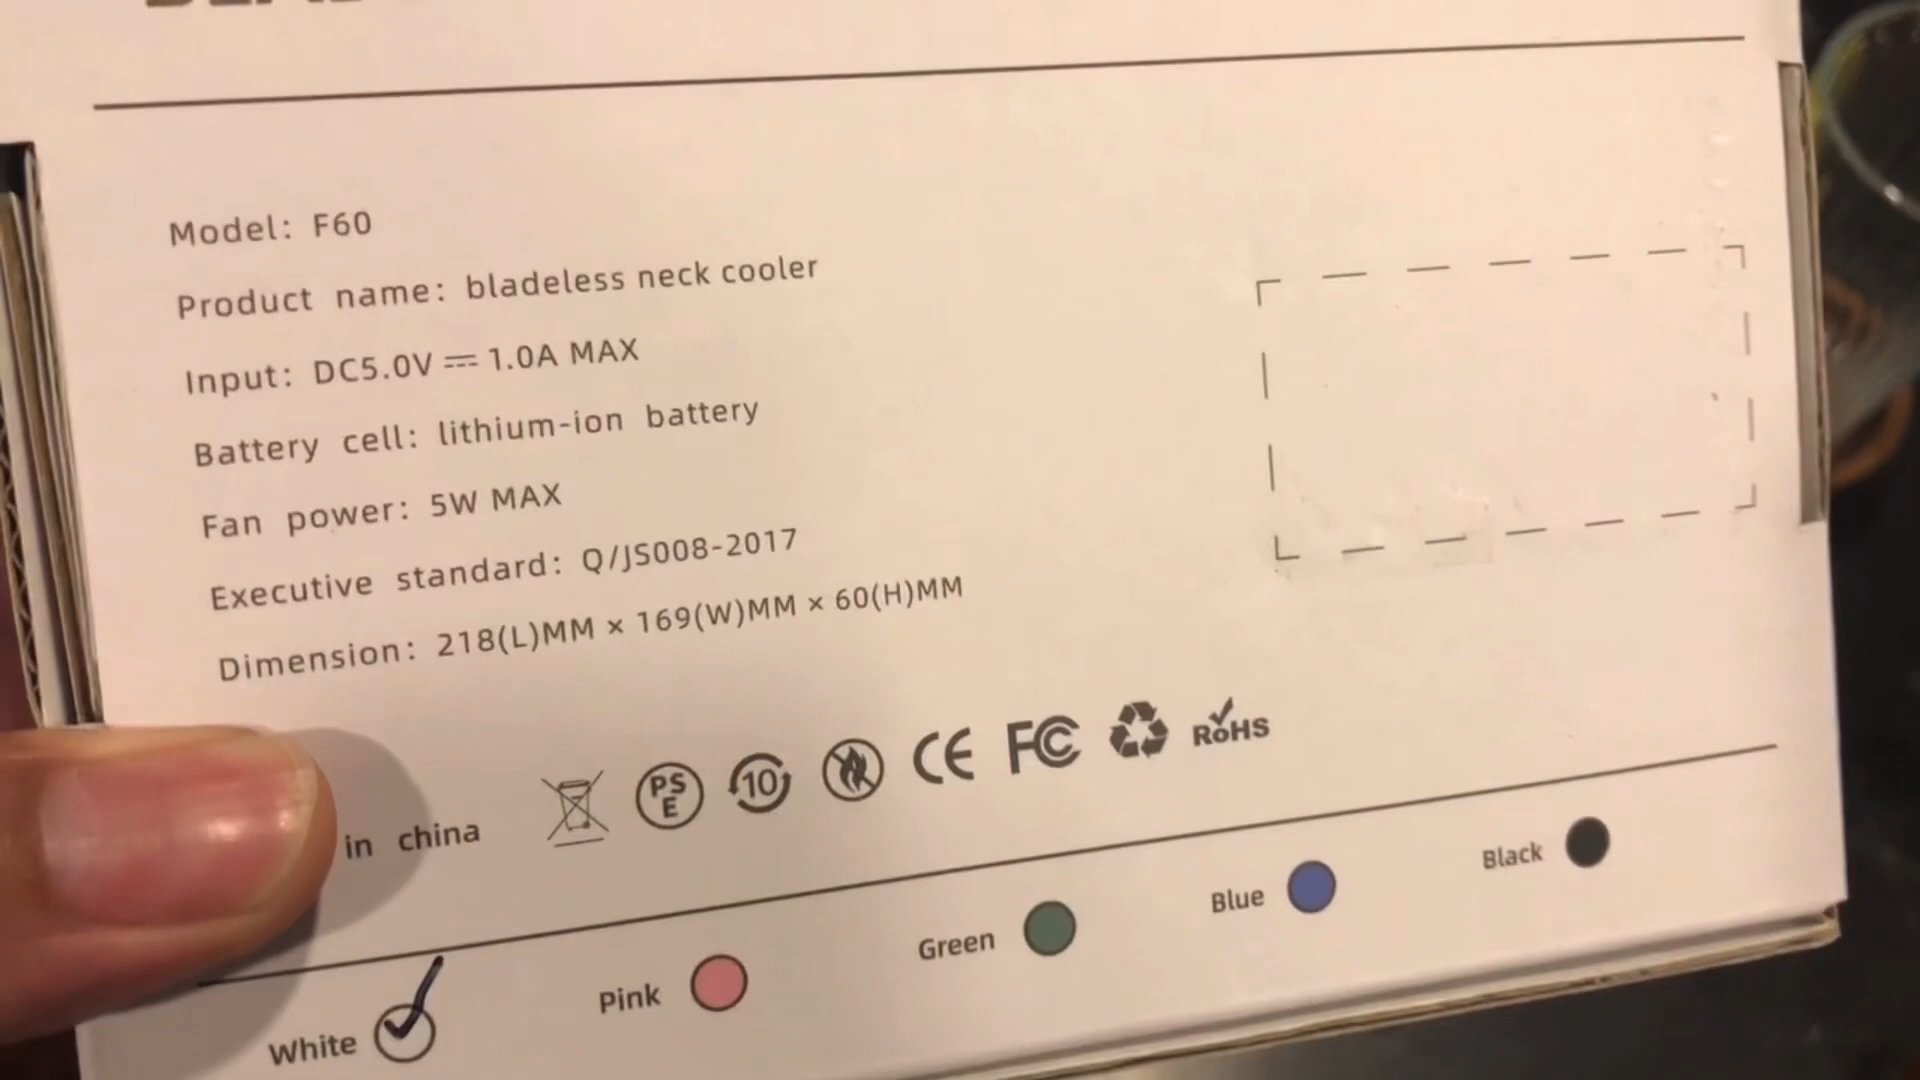 Model: F60
Product name: bladeless neck cooler
Input: DC5.0V ⎓ 1.0A MAX
Battery cell: lithium-ion battery
Fan power: 5W MAX
Executive standard: Q/JS008-2017
Dimension: 218(L)MM × 169(W)MM × 60(H)MM
in china PSE 10 CE FC RoHS
White Pink Green Blue Black